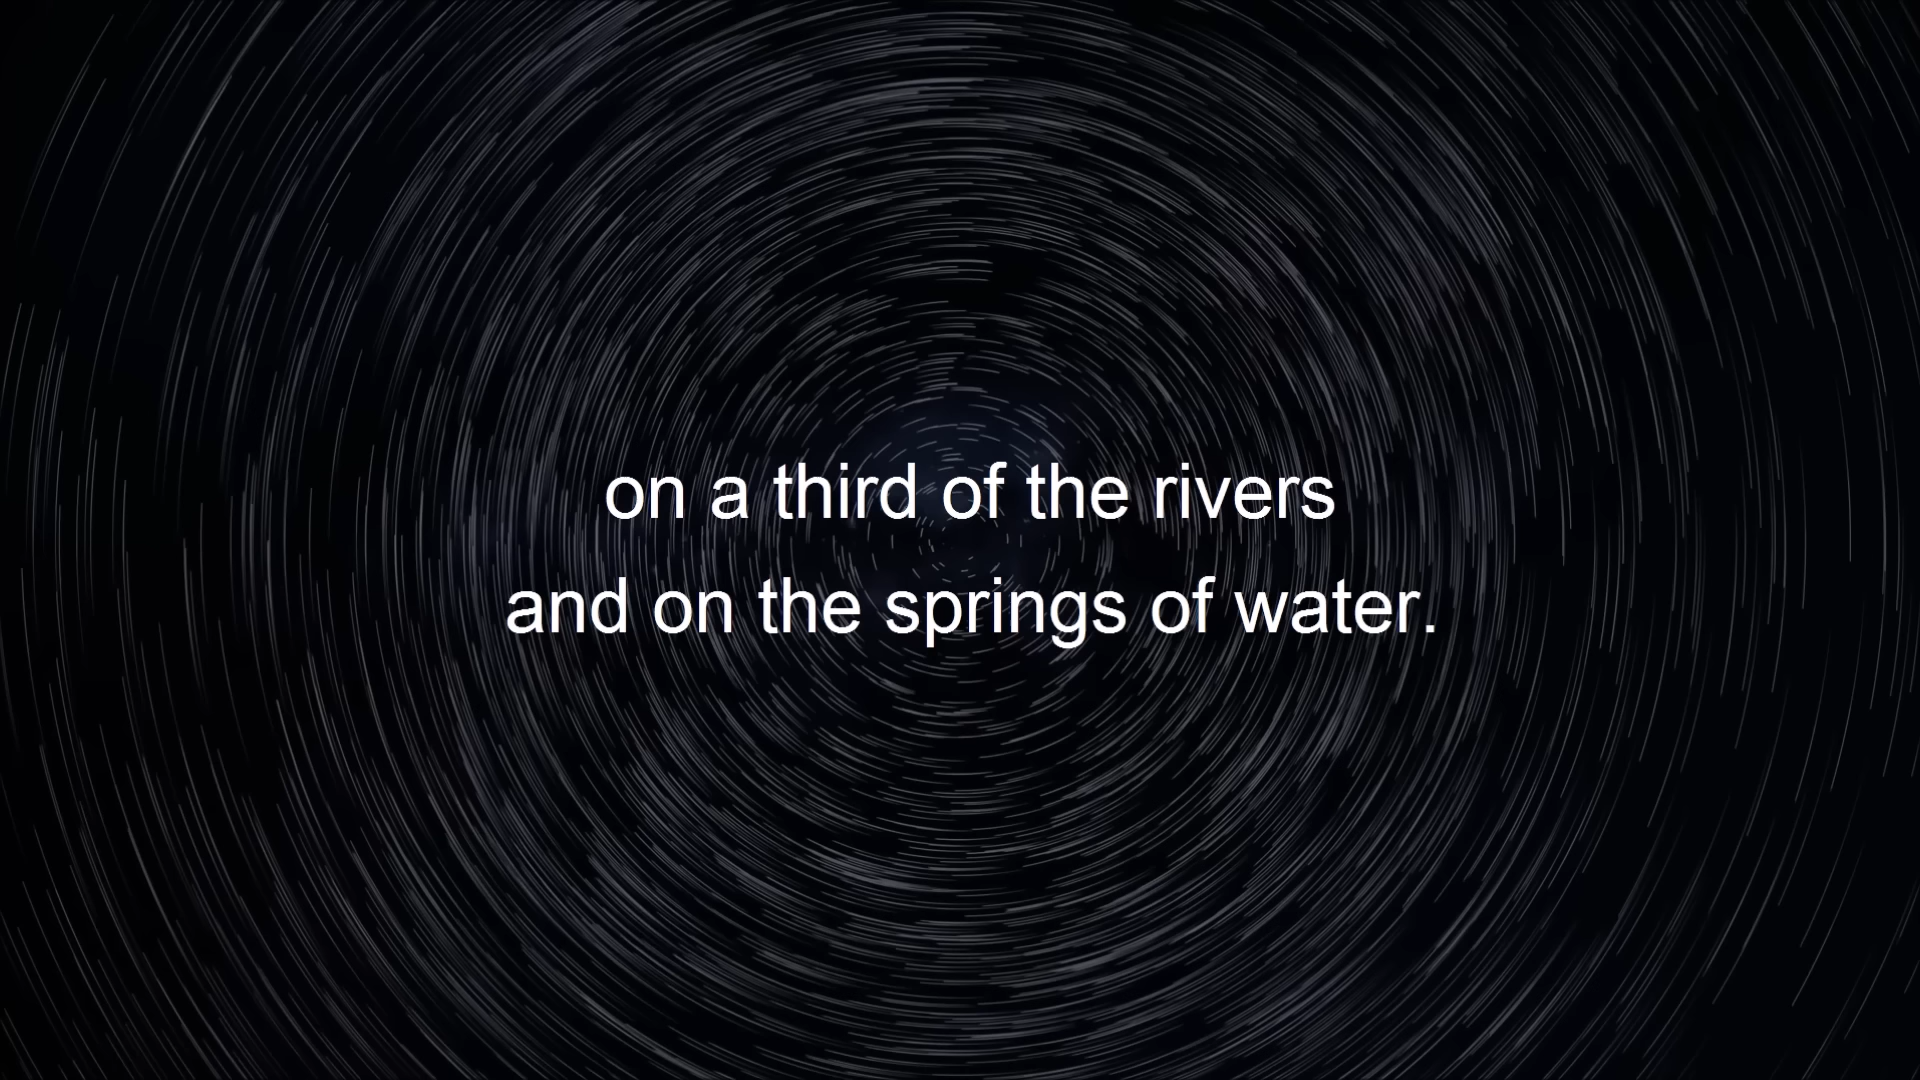 on a third of the rivers
and on the springs of water.